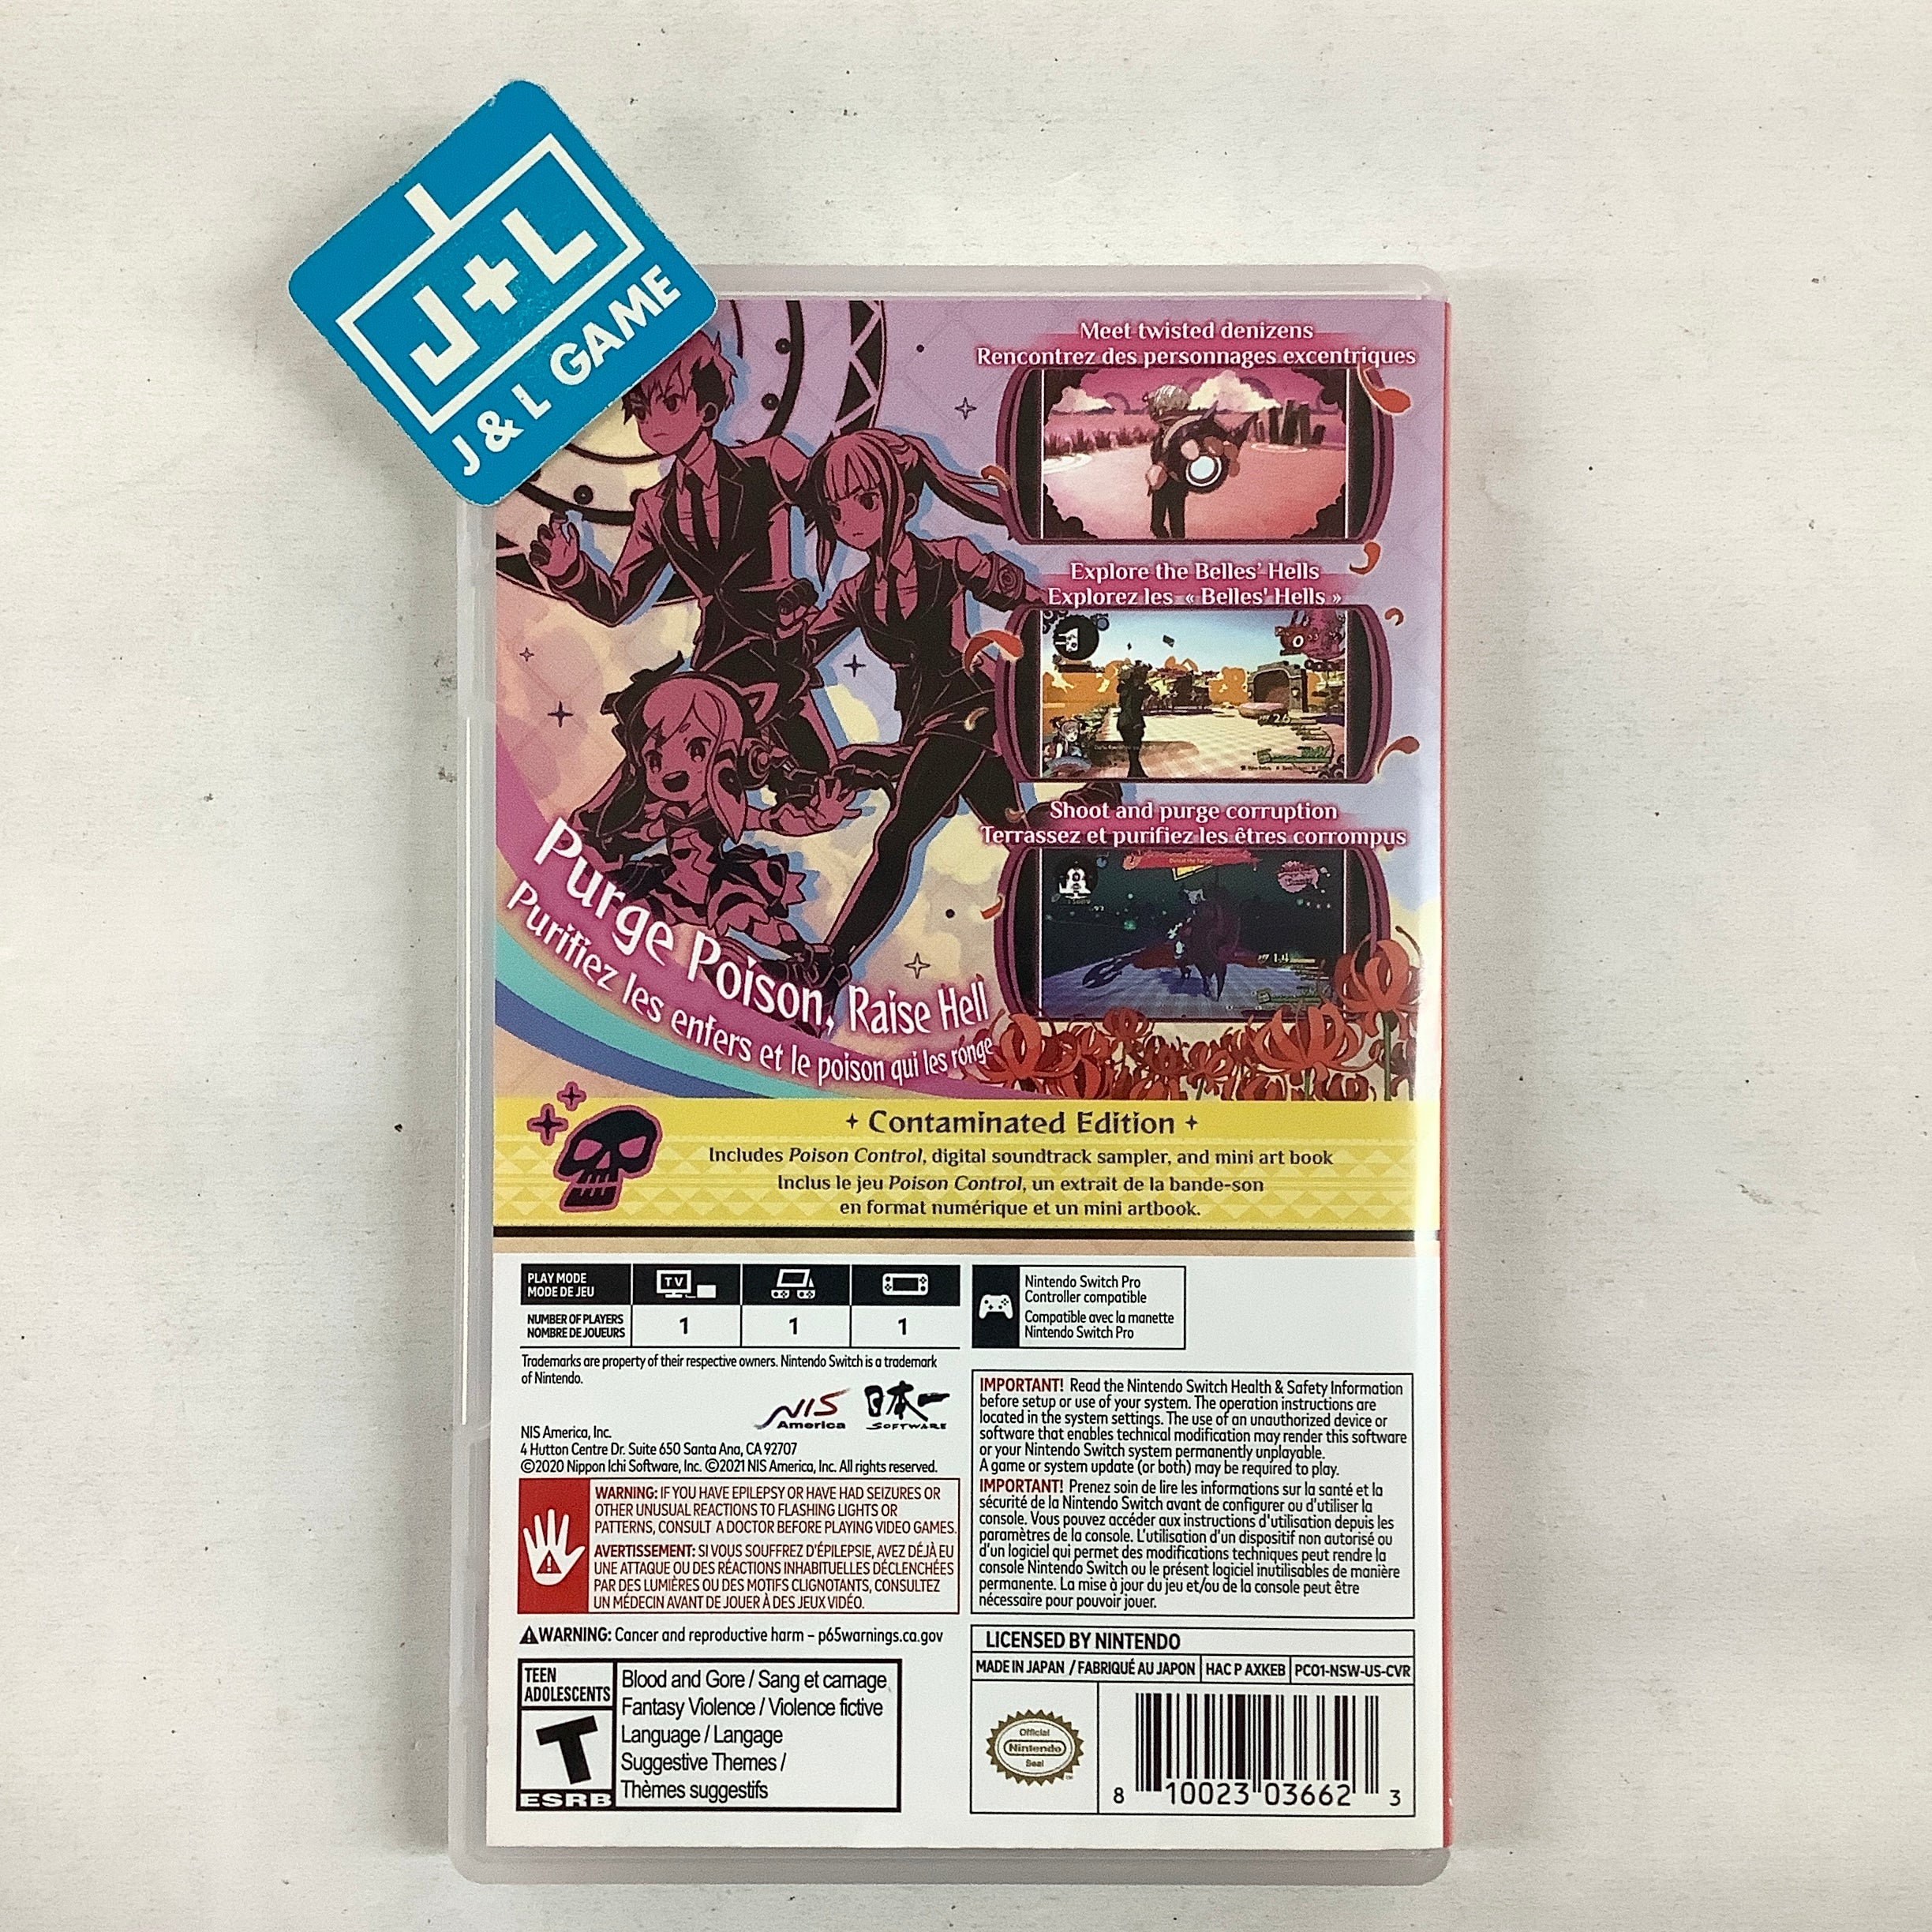 J+L
J & L GAME
Meet twisted denizens
Rencontrez des personnages excentriques
Explore the Belles' Hells
Explorez les « Belles' Hells »
Shoot and purge corruption
Terrassez et purifiez les êtres corrompus
Purge Poison, Raise Hell
Purifiez les enfers et le poison qui les ronge
Contaminated Edition
Includes Poison Control, digital soundtrack sampler, and mini art book
Inclus le jeu Poison Control, un extrait de la bande-son
en format numérique et un mini artbook.
PLAY MODE
MODE DE JEU
TV
NUMBER OF PLAYERS
NOMBRE DE JOUEURS
1 1 1
Nintendo Switch Pro
Controller compatible
Compatible avec la manette
Nintendo Switch Pro
Trademarks are property of their respective owners. Nintendo Switch is a trademark
of Nintendo.
NIS
America
日本一
SOFTWARE
NIS America, Inc.
4 Hutton Centre Dr. Suite 650 Santa Ana, CA 92707
©2020 Nippon Ichi Software, Inc. ©2021 NIS America, Inc. All rights reserved.
WARNING: IF YOU HAVE EPILEPSY OR HAVE HAD SEIZURES OR
OTHER UNUSUAL REACTIONS TO FLASHING LIGHTS OR
PATTERNS, CONSULT A DOCTOR BEFORE PLAYING VIDEO GAMES.
AVERTISSEMENT: SI VOUS SOUFFREZ D'ÉPILEPSIE, AVEZ DÉJÀ EU
UNE ATTAQUE OU DES RÉACTIONS INHABITUELLES DÉCLENCHÉES
PAR DES LUMIÈRES OU DES MOTIFS CLIGNOTANTS, CONSULTEZ
UN MÉDECIN AVANT DE JOUER À DES JEUX VIDÉO.
WARNING: Cancer and reproductive harm – p65warnings.ca.gov
TEEN
ADOLESCENTS
T
ESRB
Blood and Gore / Sang et carnage
Fantasy Violence / Violence fictive
Language / Langage
Suggestive Themes /
Thèmes suggestifs
IMPORTANT! Read the Nintendo Switch Health & Safety Information
before setup or use of your system. The operation instructions are
located in the system settings. The use of an unauthorized device or
software that enables technical modification may render this software
or your Nintendo Switch system permanently unplayable.
A game or system update (or both) may be required to play.
IMPORTANT! Prenez soin de lire les informations sur la santé et la
sécurité de la Nintendo Switch avant de configurer ou d'utiliser la
console. Vous pouvez accéder aux instructions d'utilisation depuis les
paramètres de la console. L'utilisation d'un dispositif non autorisé ou
d'un logiciel qui permet des modifications techniques peut rendre la
console Nintendo Switch ou le présent logiciel inutilisables de manière
permanente. La mise à jour du jeu et/ou de la console peut être
nécessaire pour pouvoir jouer.
LICENSED BY NINTENDO
MADE IN JAPAN / FABRIQUÉ AU JAPON HAC P AXKEB PC01-NSW-US-CVR
Official
Nintendo
Seal
8 10023 03662 3